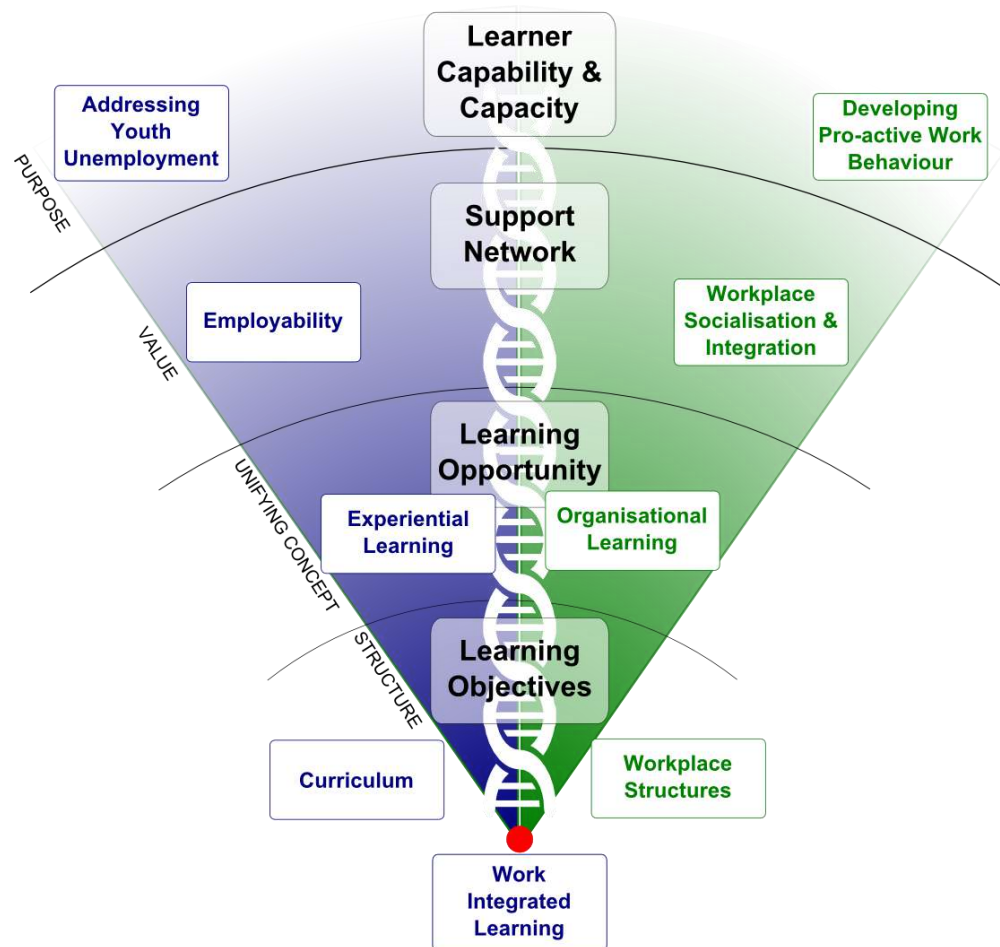 Learner
Capability &
Capacity
Addressing
Youth
Unemployment
Developing
Pro-active Work
Behaviour
PURPOSE
Support
Network
Employability
Workplace
Socialisation &
Integration
VALUE
Learning
Opportunity
UNIFYING CONCEPT
Experiential
Learning
Organisational
Learning
STRUCTURE
Learning
Objectives
Curriculum
Workplace
Structures
Work
Integrated
Learning